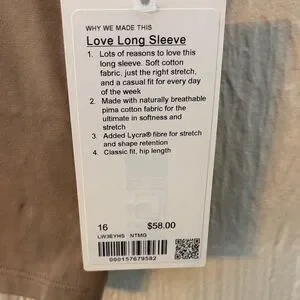 WHY WE MADE THIS
Love Long Sleeve
1. Lots of reasons to love this
long sleeve. Soft cotton
fabric, just the right stretch,
and a casual fit for every day
of the week
2. Made with naturally breathable
pima cotton fabric for the
ultimate in softness and
stretch
3. Added Lycra® fibre for stretch
and shape retention
4. Classic fit, hip length
16 $58.00
LW3EYHS NTMG
000157679582